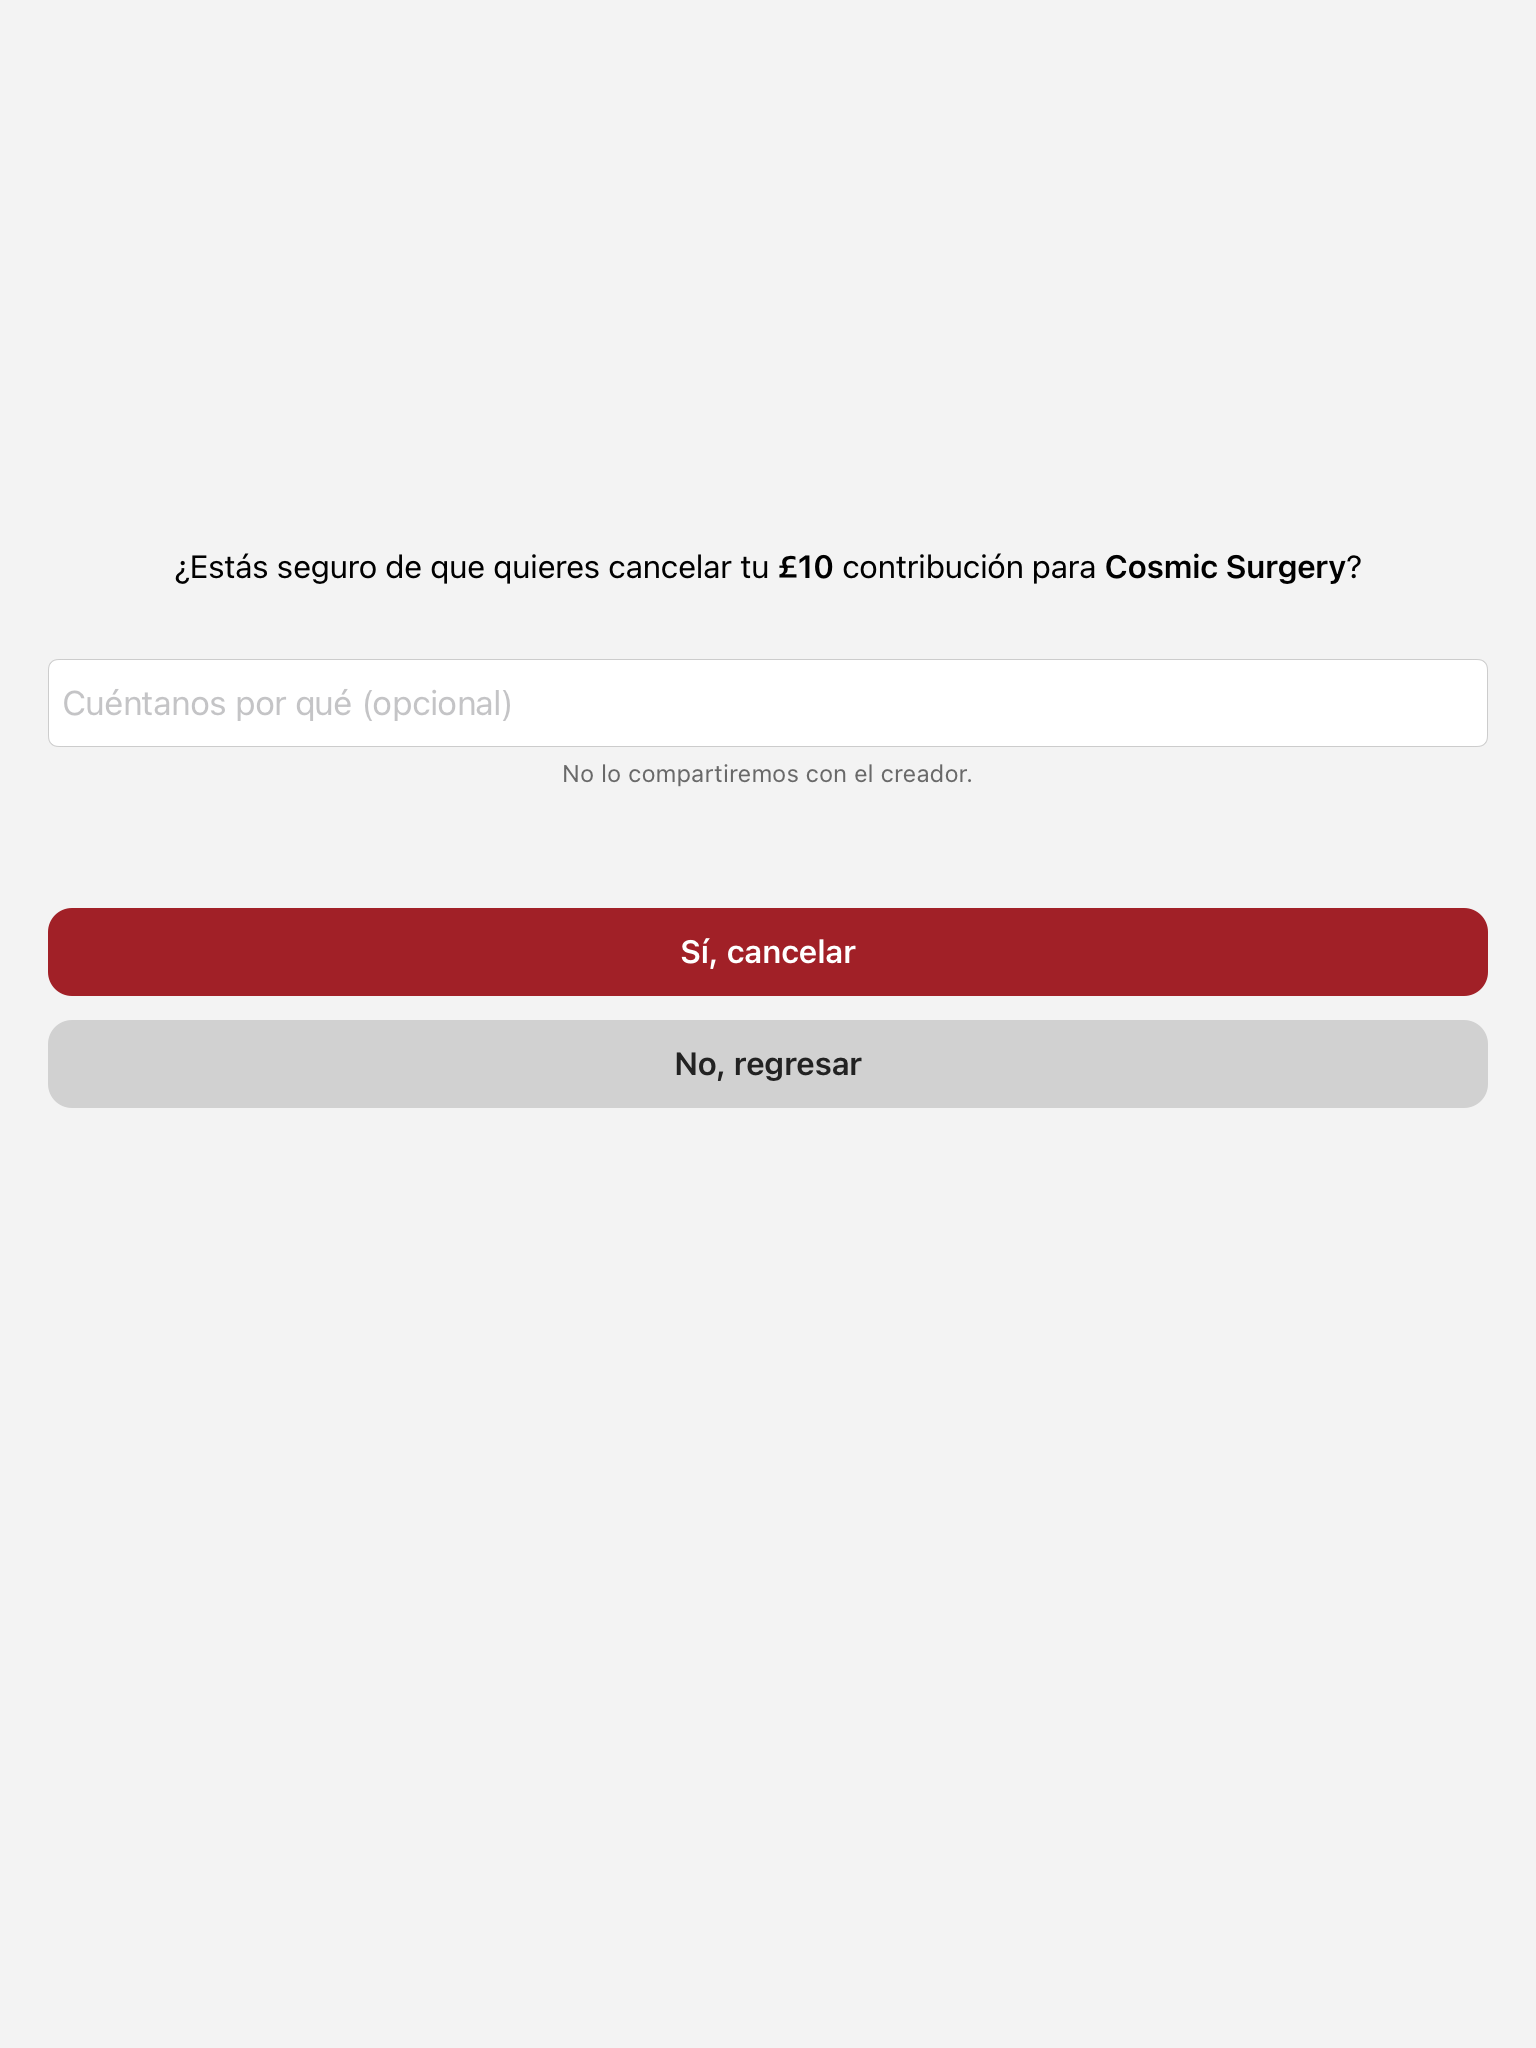 ¿Estás seguro de que quieres cancelar tu £10 contribución para Cosmic Surgery?
Cuéntanos por qué (opcional)
No lo compartiremos con el creador.
Sí, cancelar
No, regresar